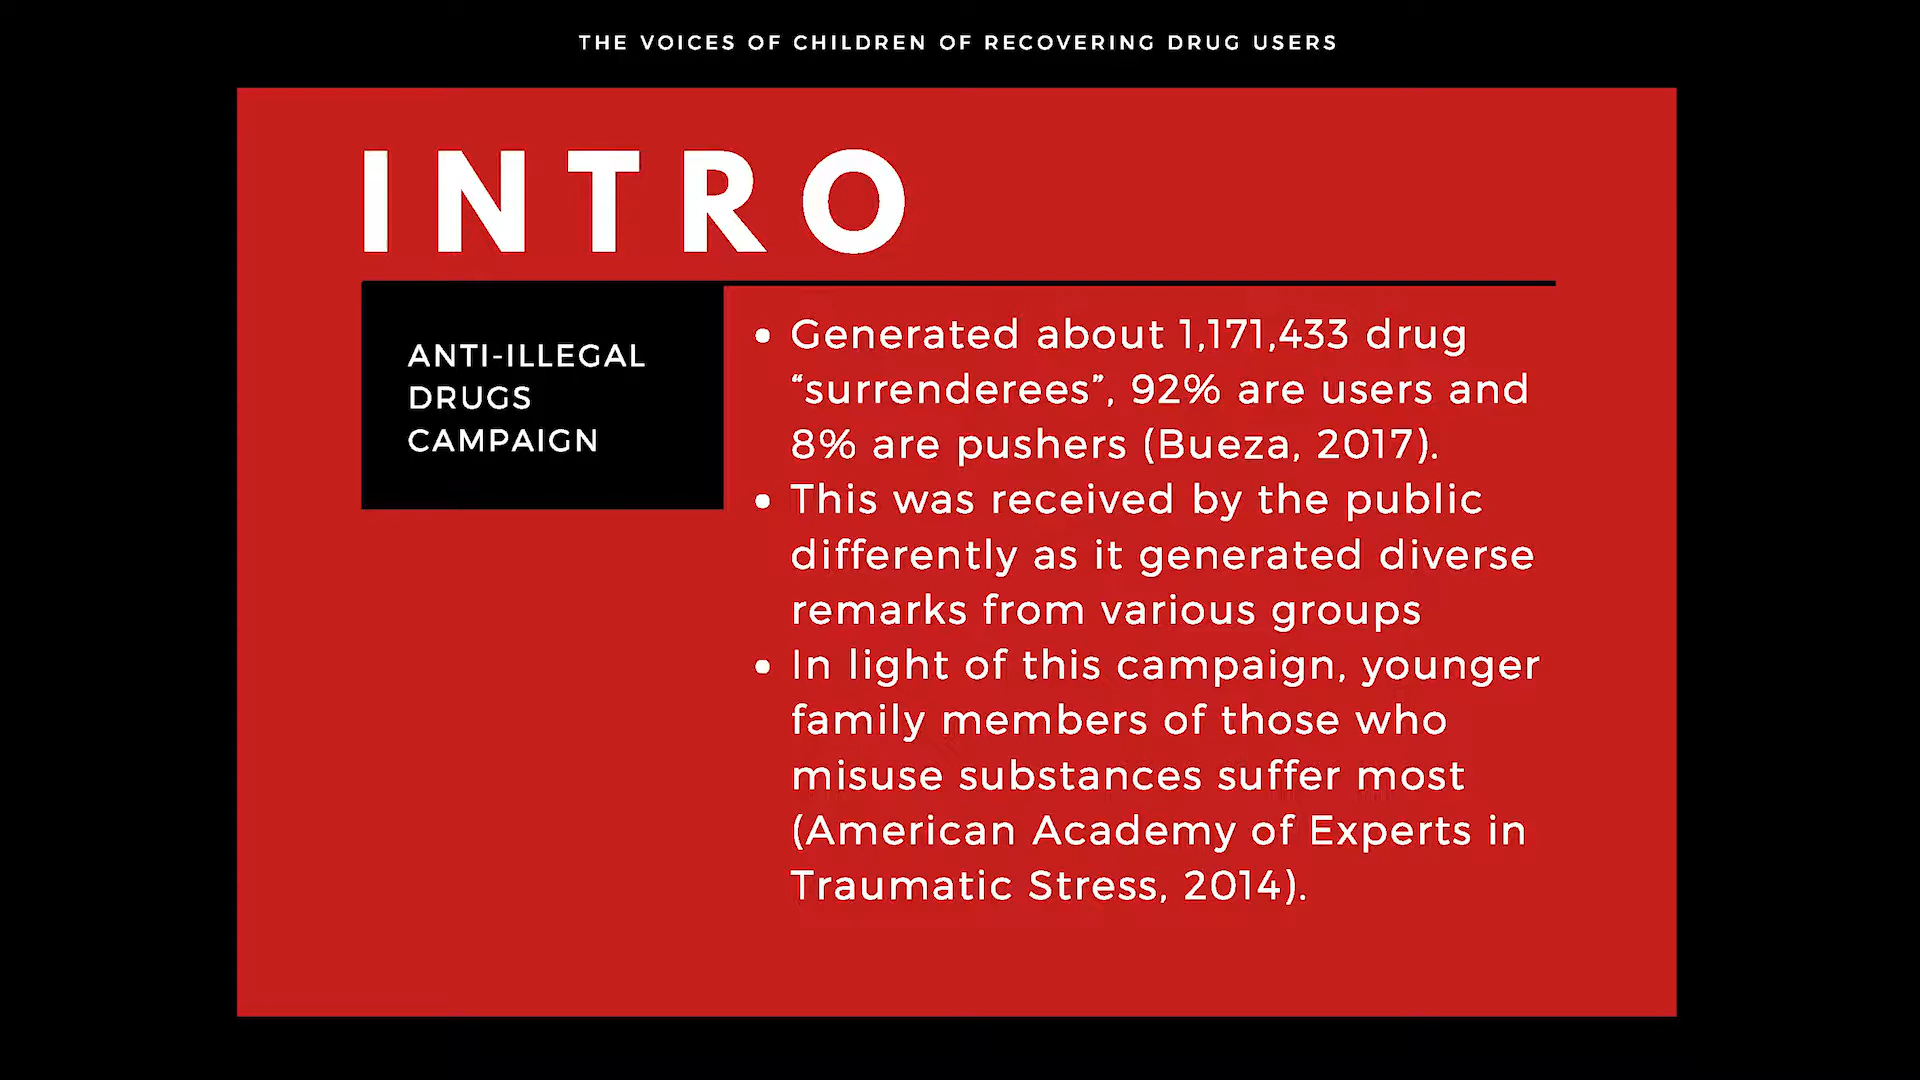 THE VOICES OF CHILDREN OF RECOVERING DRUG USERS
INTRO
ANTI-ILLEGAL
DRUGS
CAMPAIGN
• Generated about 1,171,433 drug
“surrenderees”, 92% are users and
8% are pushers (Bueza, 2017).
• This was received by the public
differently as it generated diverse
remarks from various groups
• In light of this campaign, younger
family members of those who
misuse substances suffer most
(American Academy of Experts in
Traumatic Stress, 2014).